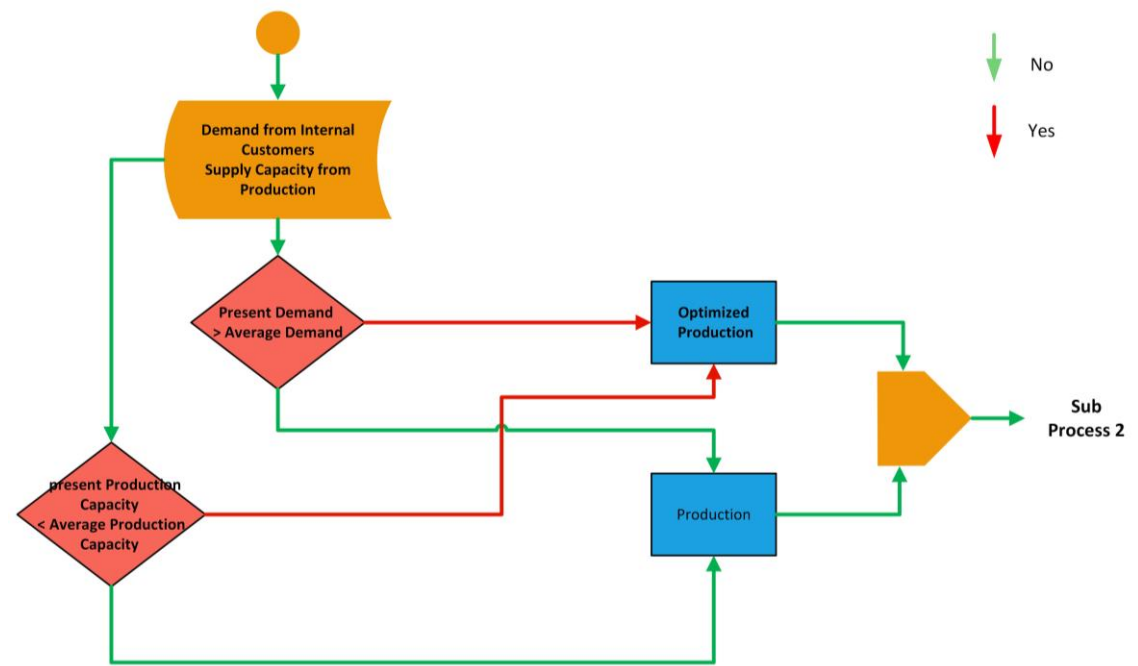 No
Yes
Demand from Internal
Customers
Supply Capacity from
Production
Present Demand
> Average Demand
Optimized
Production
Sub
Process 2
present Production
Capacity
< Average Production
Capacity
Production